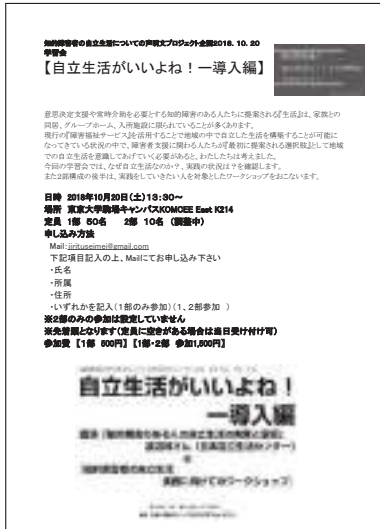 知的障害者の自立生活についての声明文プロジェクト企画2018. 10. 20
学習会
【自立生活がいいよね！ー導入編】
意思決定支援や常時介助を必要とする知的障害のある人たちに提案される『生活』は、家族との
同居、グループホーム、入所施設に限られていることが多くあります。
現行の『障害福祉サービス』を活用することで地域の中で自立した生活を構築することが可能に
なってきている状況の中で、障害者支援に関わる人たちが『最初に提案される選択肢』として地域
での自立生活を意識してあげていく必要があると、わたしたちは考えました。
今回の学習会では、なぜ自立生活なのか？、実践の状況は？を確認します。
また2部構成の後半は、実践をしていきたい人を対象としたワークショップをおこないます。
日時 2018年10月20日(土)13:30～
場所 東京大学駒場キャンパスKOMCEE East K214
定員 1部 50名 2部 10名 (調整中)
申し込み方法
Mail:jirituseimei@gmail.com
下記項目記入の上、Mailにてお申し込み下さい
・氏名
・所属
・住所
・いずれかを記入(1部のみ参加)(1、2部参加 )
※2部のみの参加は設定していません
※先着順となります(定員に空きがある場合は当日受け付け可)
参加費 【1部 500円】【1部・2部 参加1,500円】
自立生活がいいよね！
ー導入編
知的障害者の自立生活
実践に向けてのワークショップ